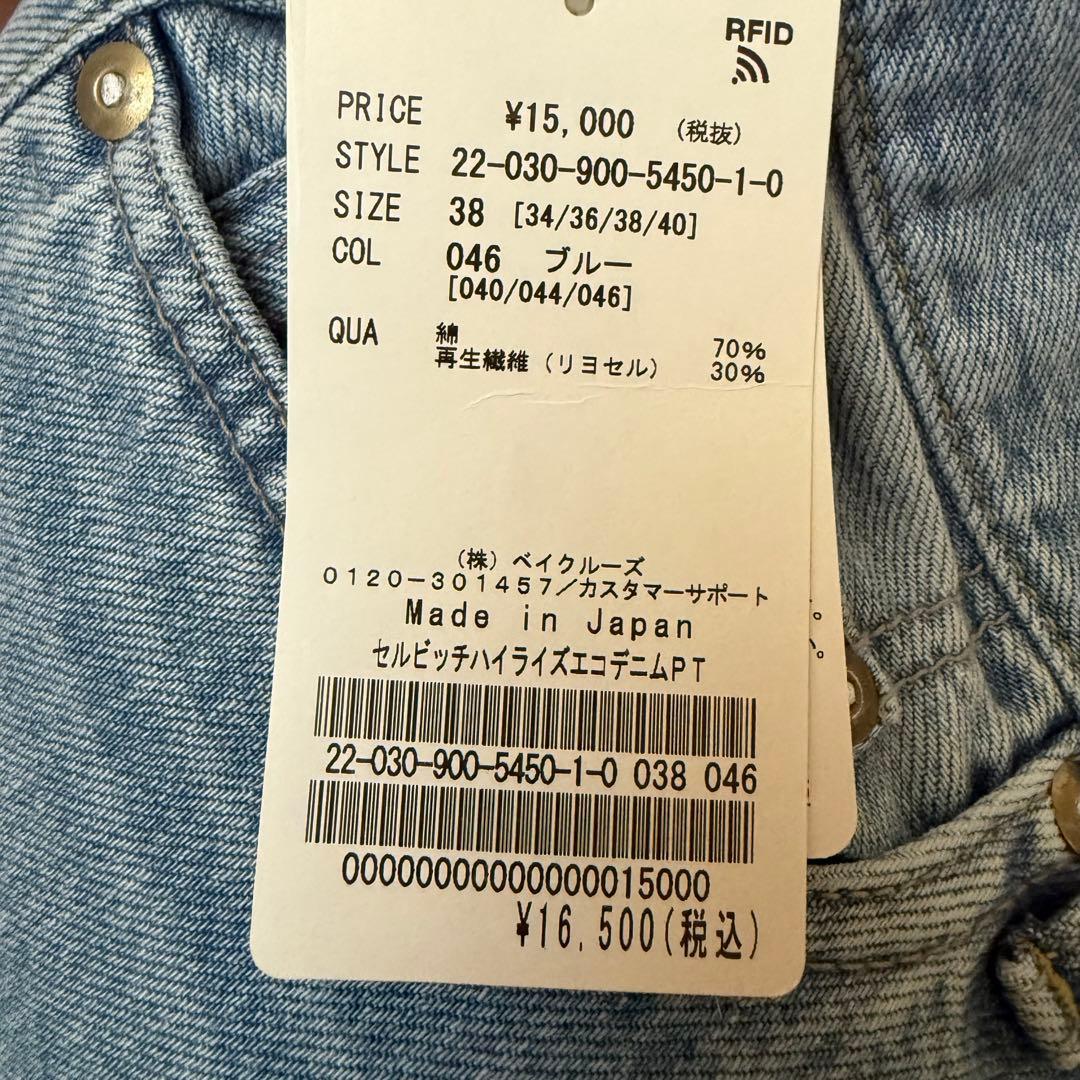 RFID
PRICE ¥15,000 (税抜)
STYLE 22-030-900-5450-1-0
SIZE 38 [34/36/38/40]
COL 046 ブルー
[040/044/046]
QUA 綿 70%
再生繊維(リヨセル) 30%
(株)ベイクルーズ
0120-301457/カスタマーサポート
Made in Japan
セルビッチハイライズエコデニムPT
22-030-900-5450-1-0 038 046
00000000000000015000
¥16,500(税込)